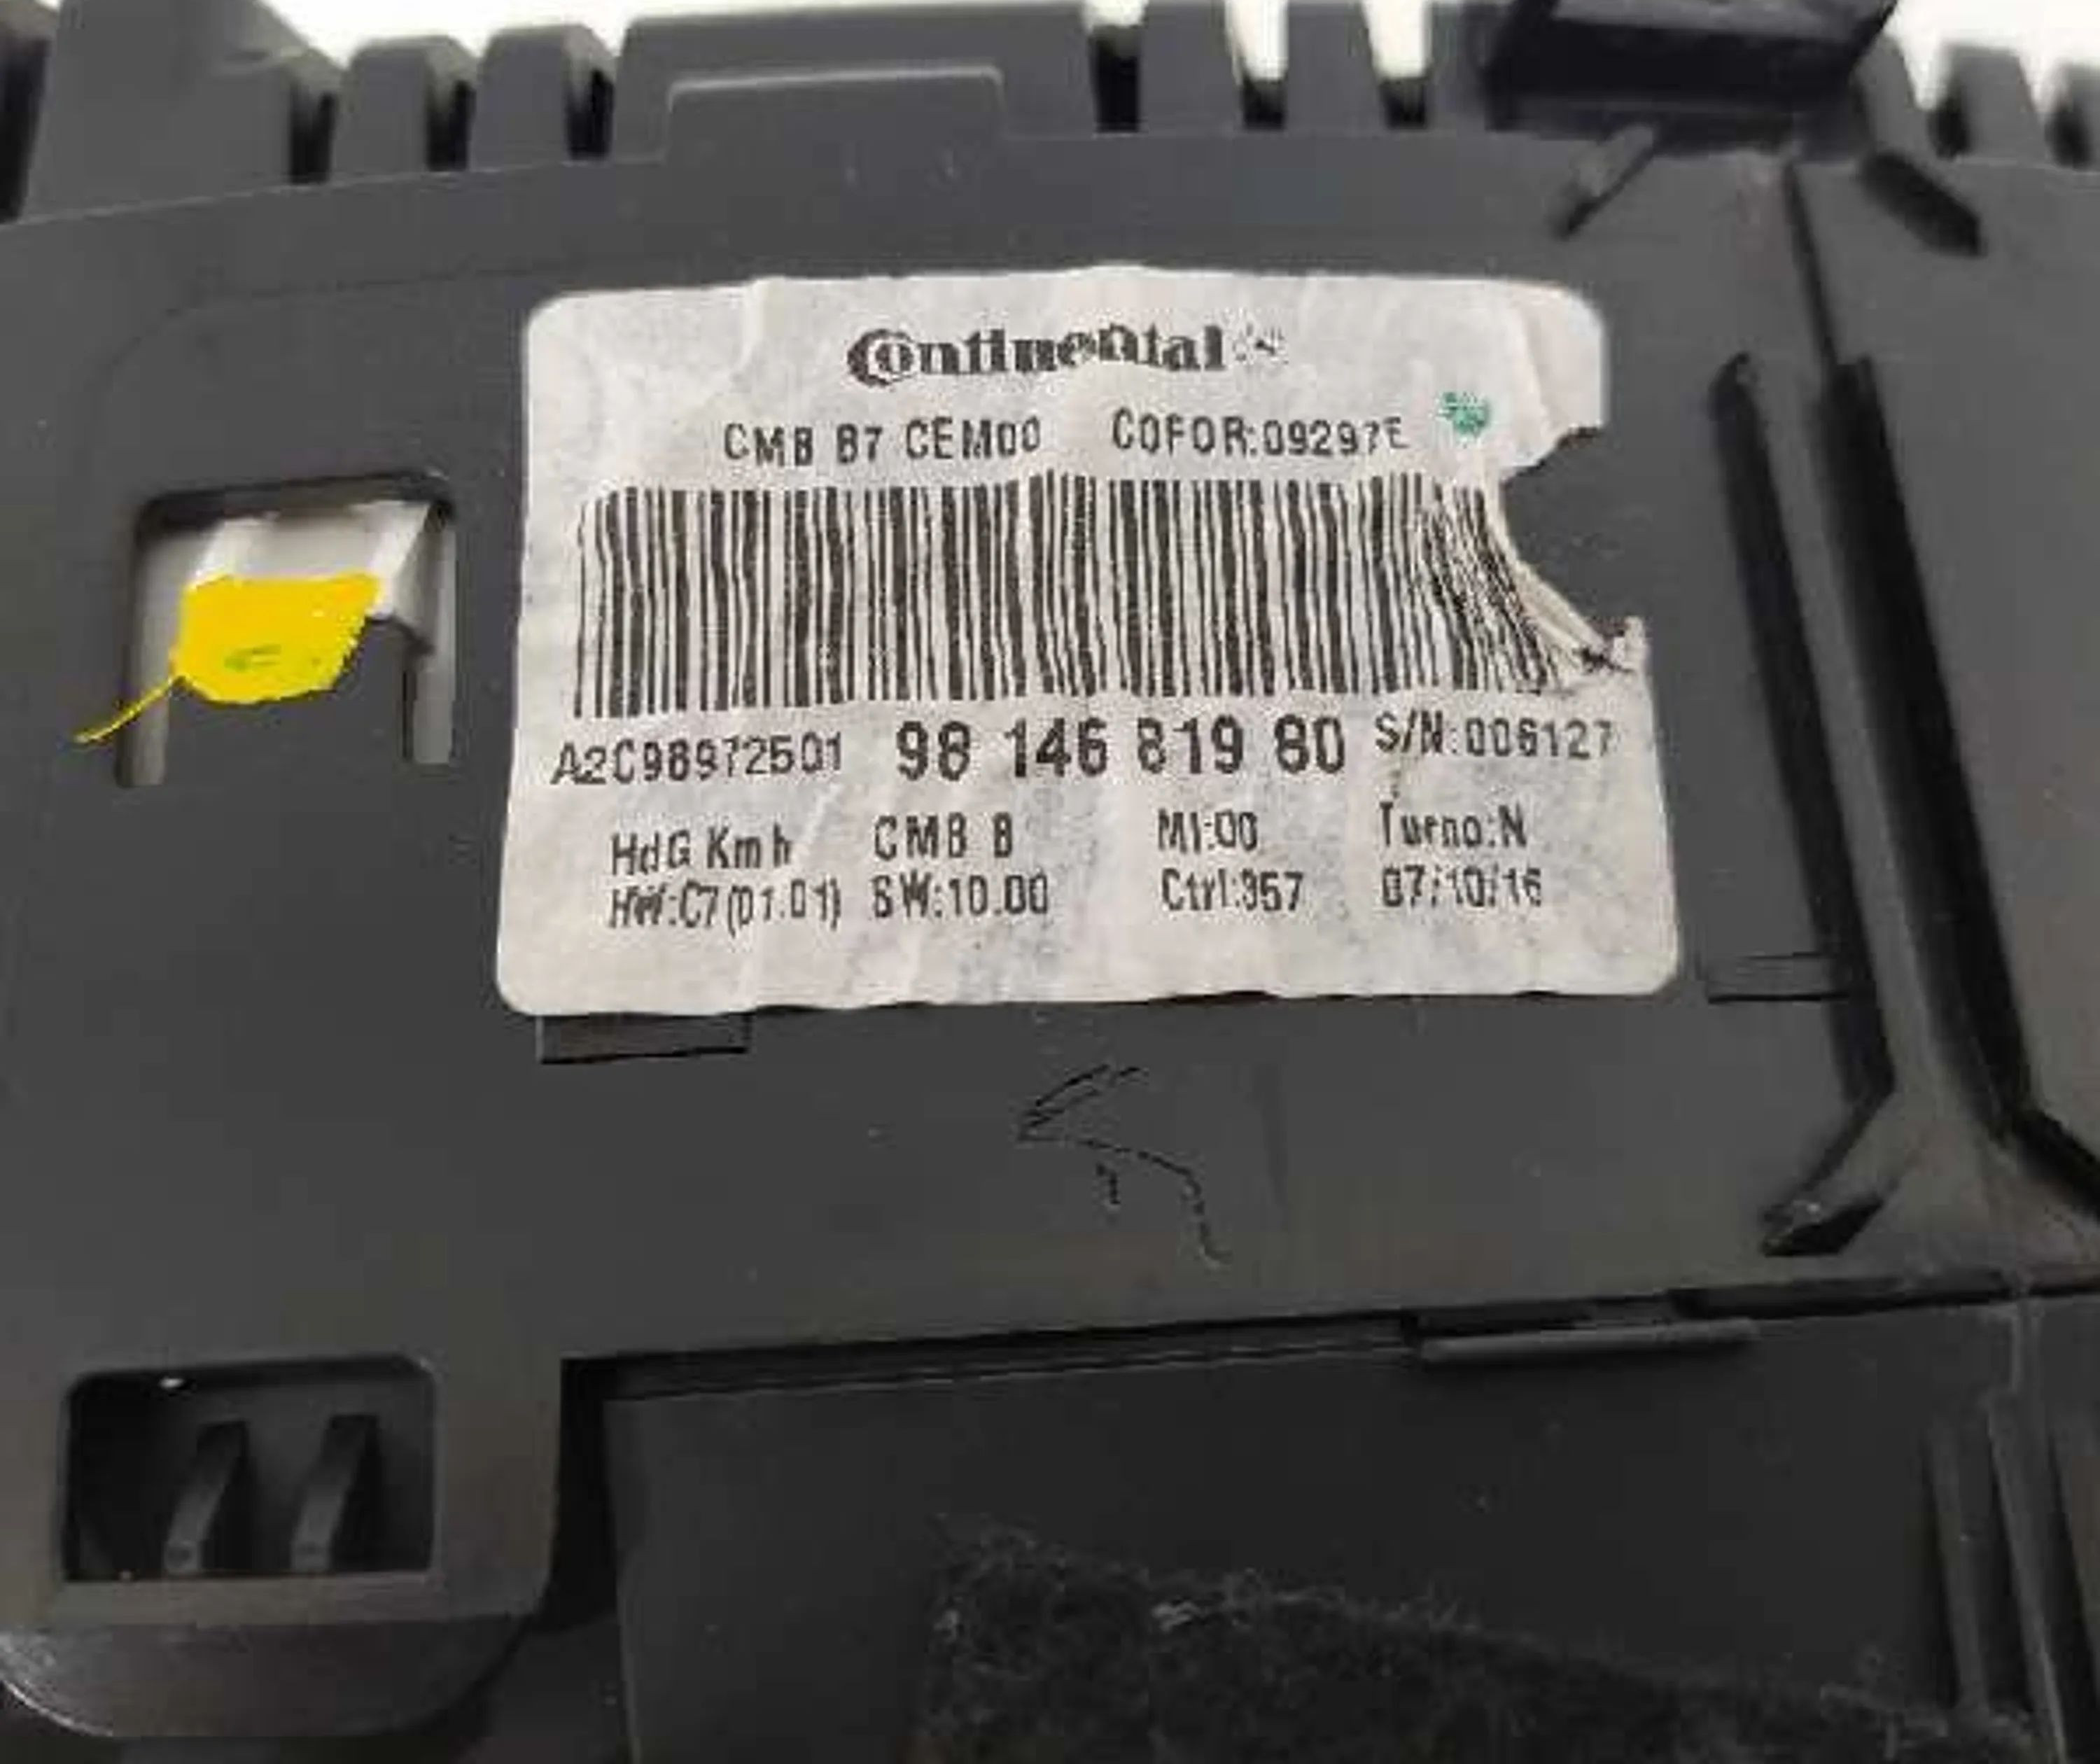 Continental
CMB B7 CEM00 COFOR:09297E
A2C98972501 98 146 819 80 S/N:006127
HdG Kmh CMB B MI:00 Turno:N
HW:C7(01.01) SW:10.00 Ctrl:357 07/10/16